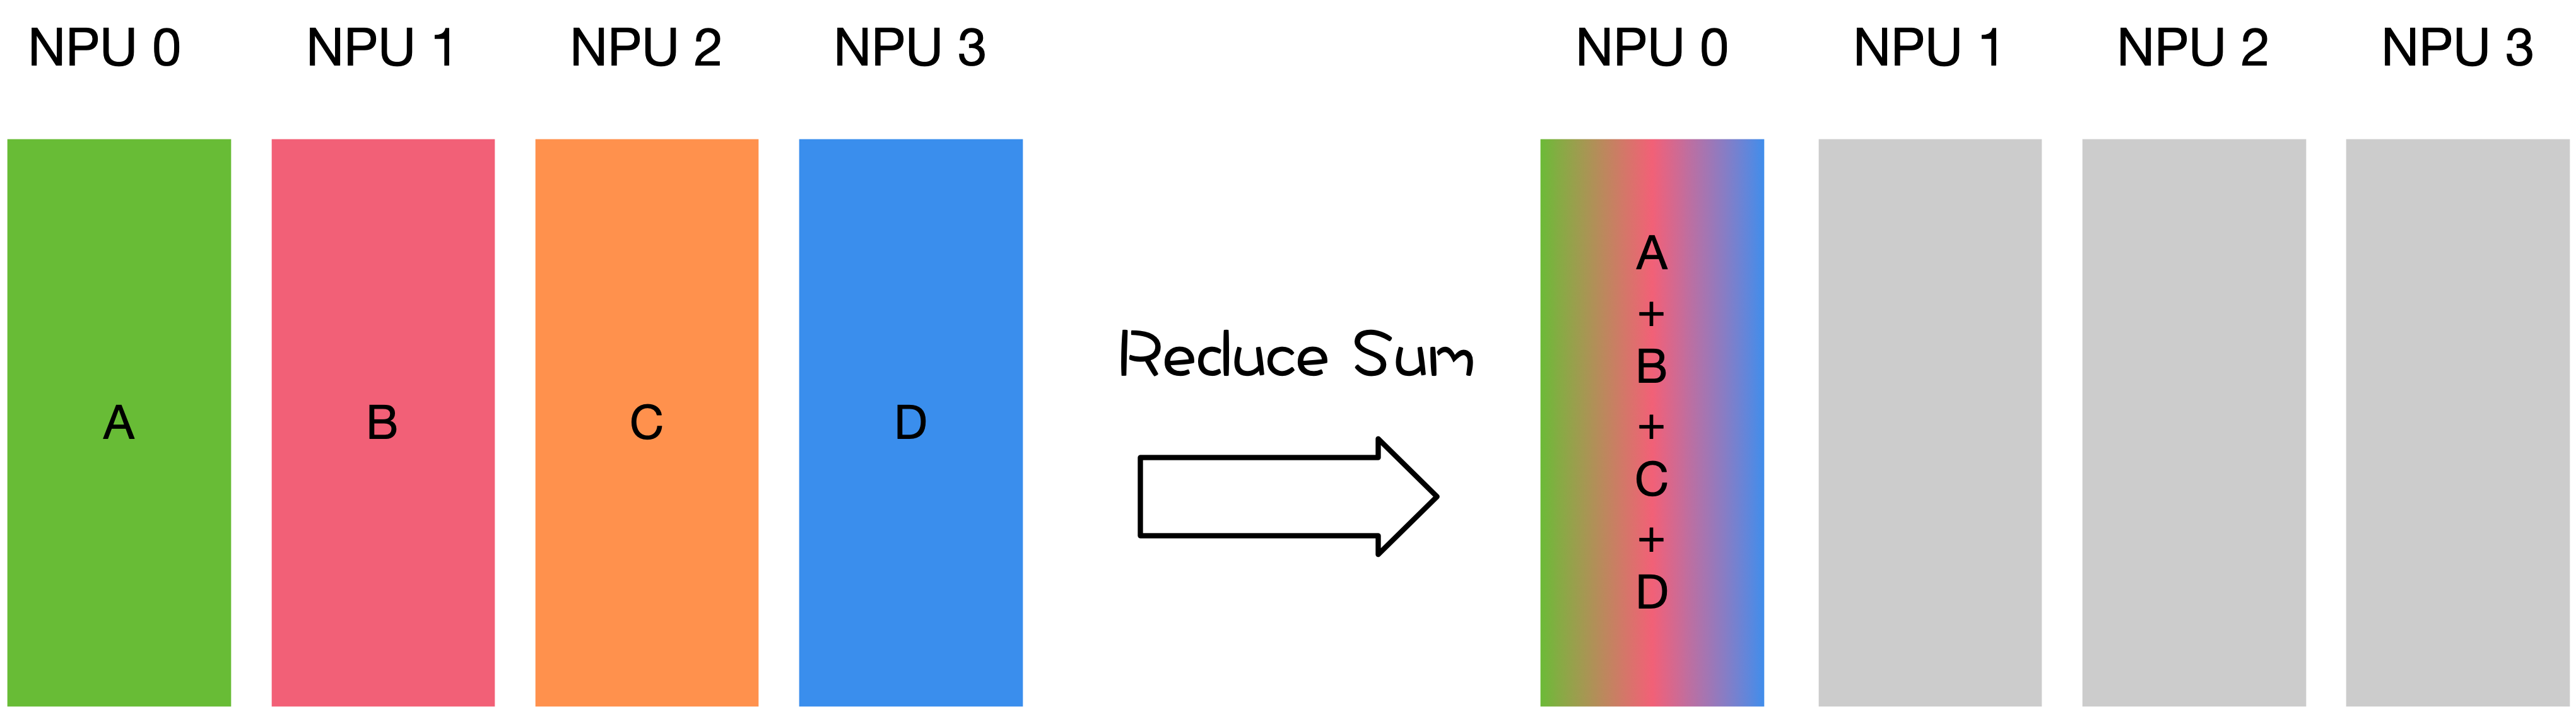 NPU 0 NPU 1 NPU 2 NPU 3
A B C D
Reduce Sum
NPU 0 NPU 1 NPU 2 NPU 3
A
+
B
+
C
+
D